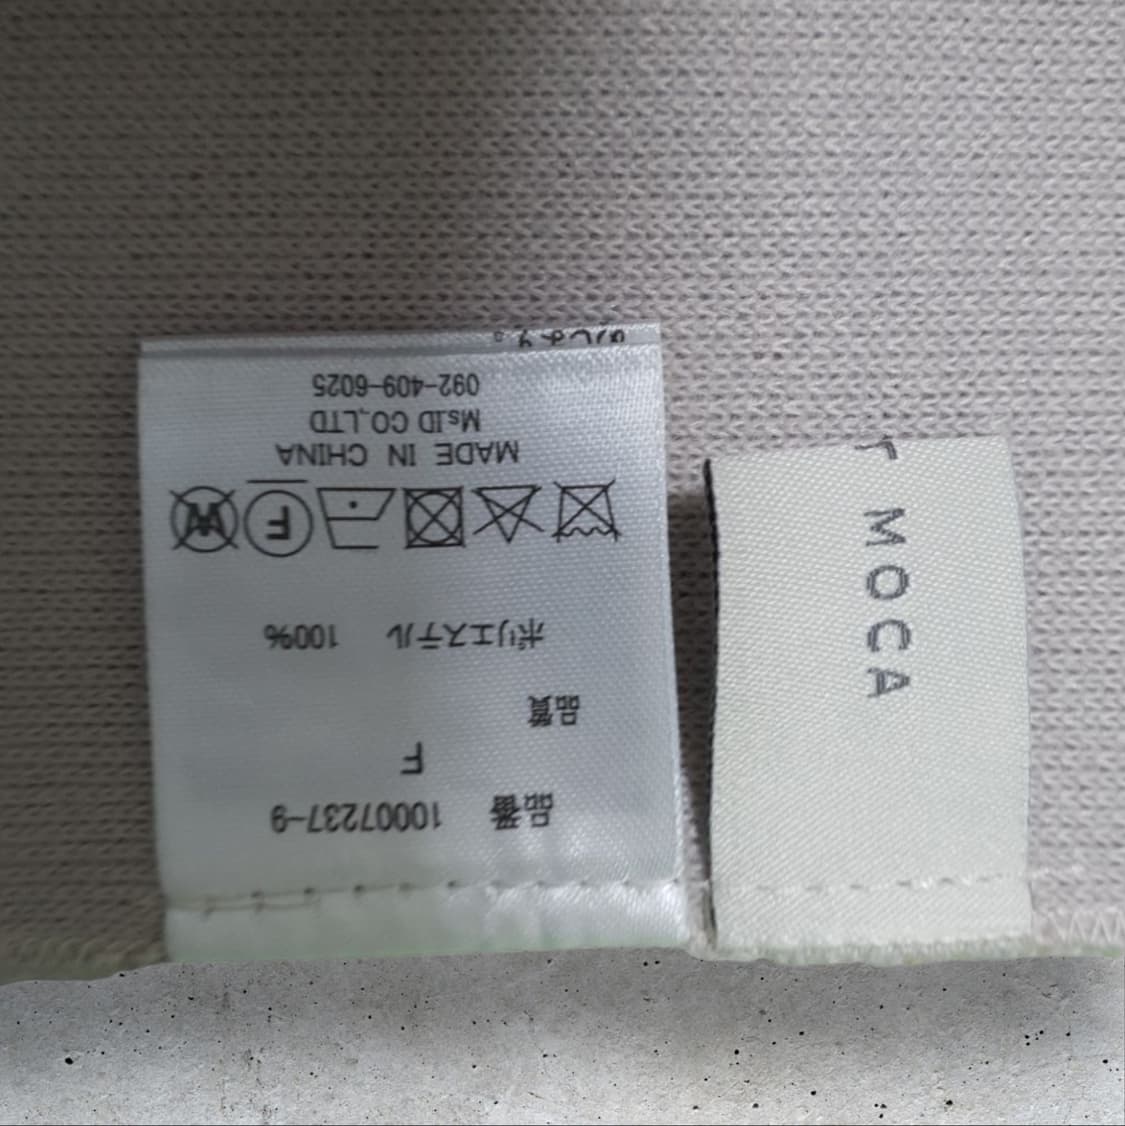 品番 10007237-9
F
品質
ポリエステル 100%
MADE IN CHINA
Ms.ID CO.,LTD
092-409-6025
MOCA